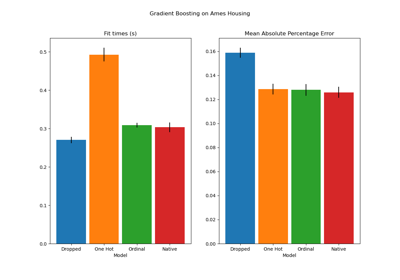 Gradient Boosting on Ames Housing
Fit times (s)
0.5
0.4
0.3
0.2
0.1
0.0
Dropped One Hot Ordinal Native
Model
Mean Absolute Percentage Error
0.16
0.14
0.12
0.10
0.08
0.06
0.04
0.02
0.00
Dropped One Hot Ordinal Native
Model